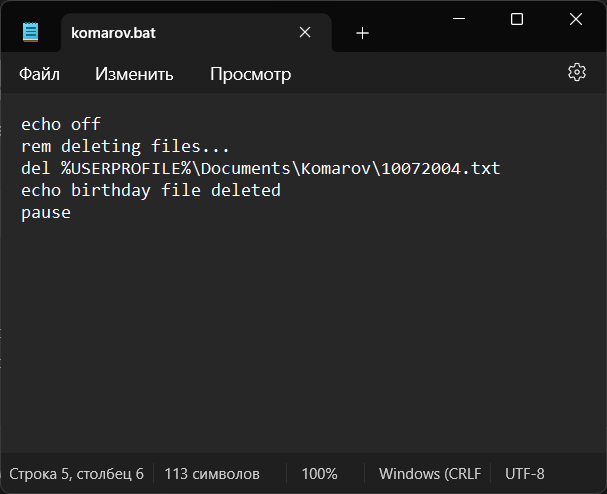 komarov.bat
Файл Изменить Просмотр
echo off
rem deleting files...
del %USERPROFILE%\Documents\Komarov\10072004.txt
echo birthday file deleted
pause
Строка 5, столбец 6 113 символов 100% Windows (CRLF UTF-8